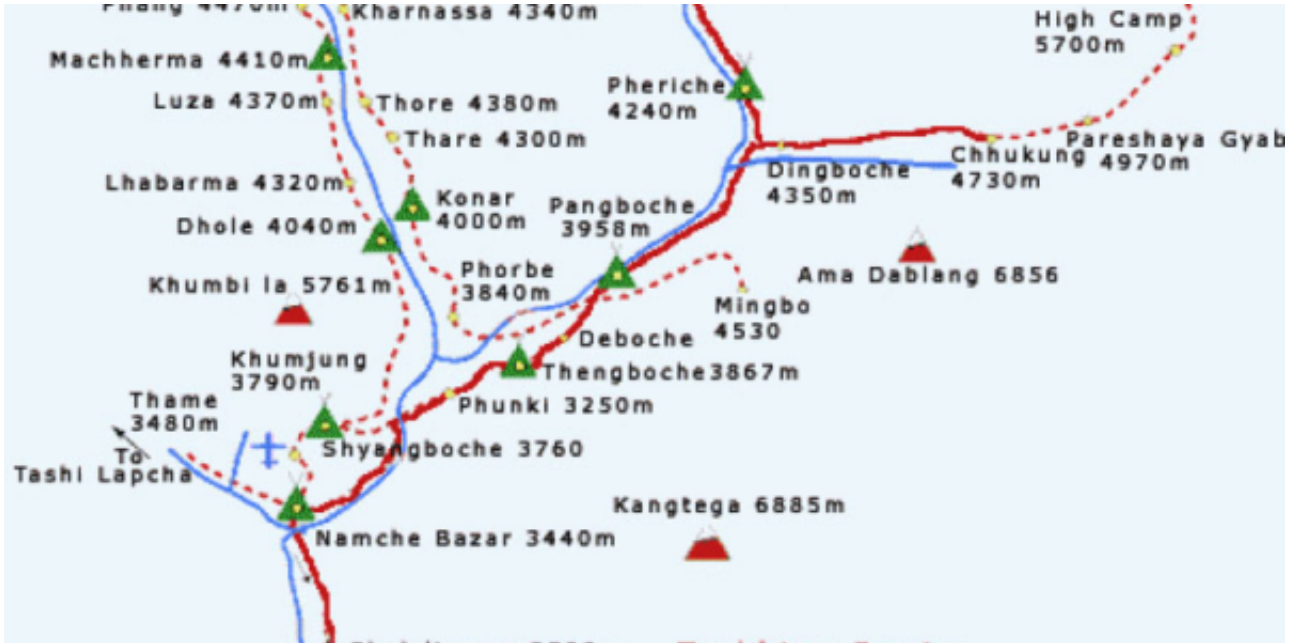 Kharnassa 4340m
High Camp
5700m
Machherma 4410m
Pheriche
4240m
Luza 4370m
Thore 4380m
Thare 4300m
Pareshaya Gyab
4970m
Chhukung
4730m
Dingboche
4350m
Lhabarma 4320m
Konar
4000m
Pangboche
3958m
Dhole 4040m
Phorbe
3840m
Ama Dablang 6856
Khumbi la 5761m
Mingbo
4530
Deboche
Khumjung
3790m
Thengboche3867m
Thame
3480m
Phunki 3250m
Shyangboche 3760
To
Tashi Lapcha
Kangtega 6885m
Namche Bazar 3440m